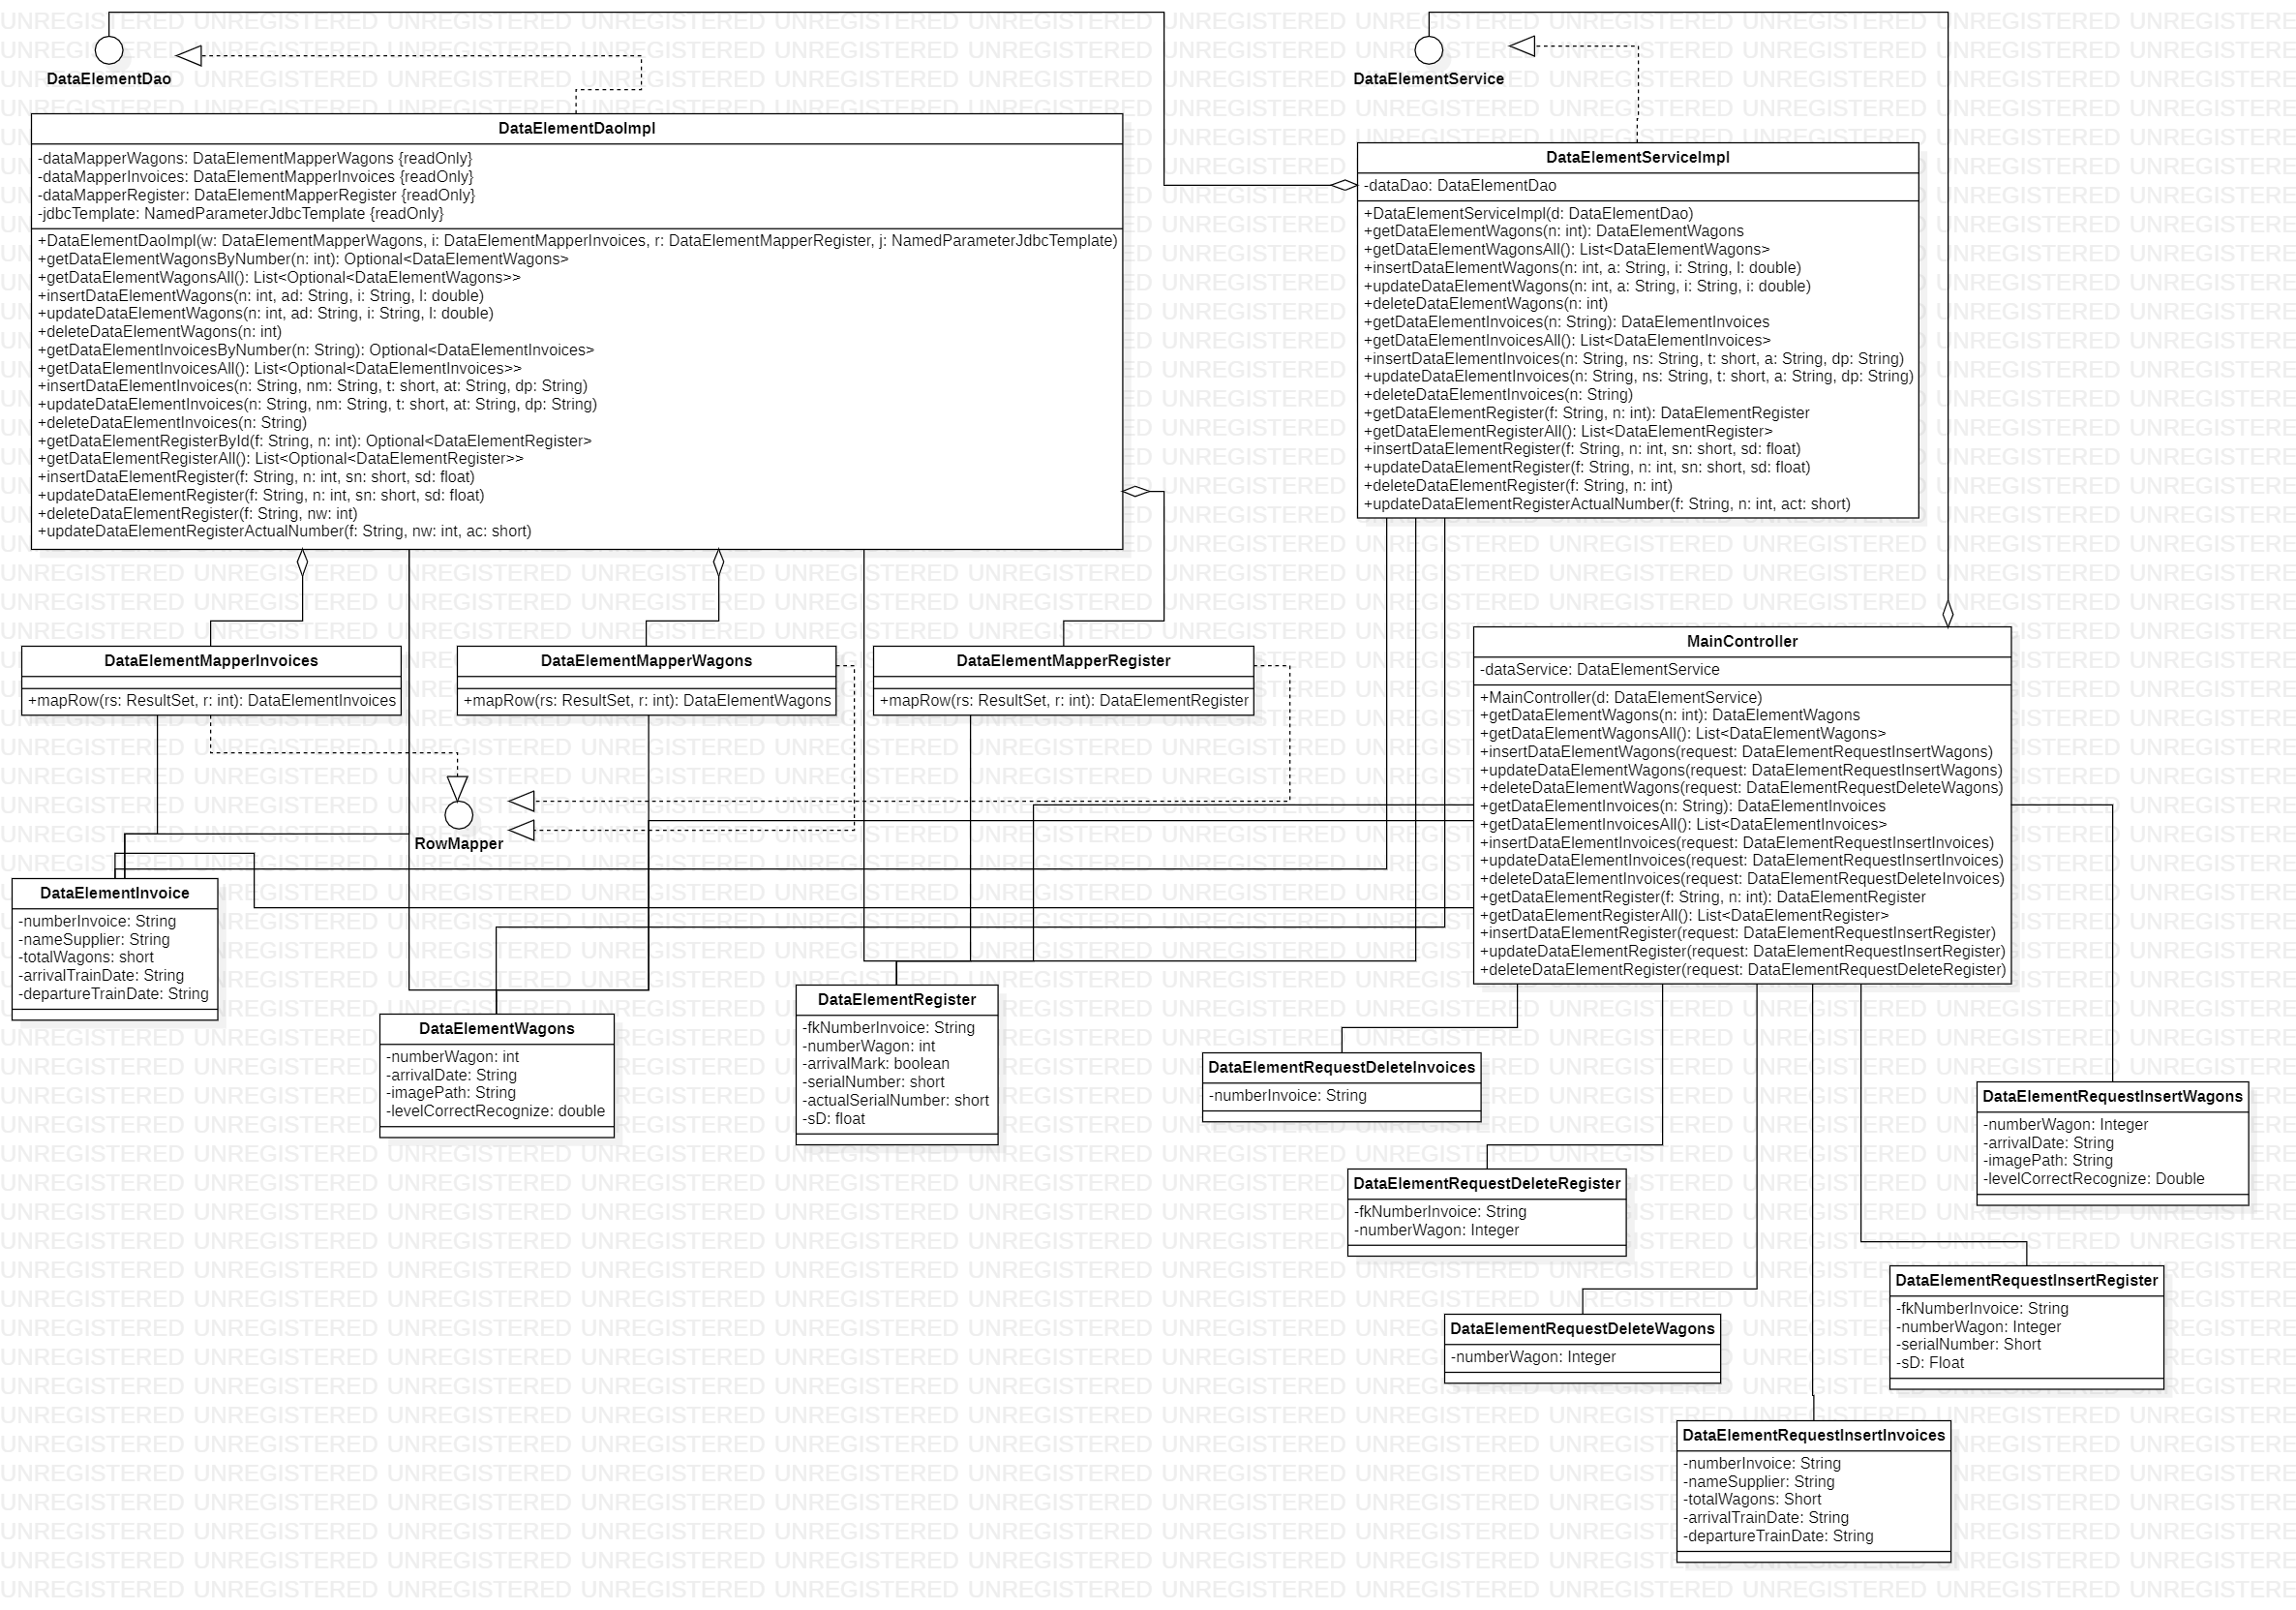 DataElementDao
DataElementService
DataElementDaoImpl
-dataMapperWagons: DataElementMapperWagons {readOnly}
-dataMapperInvoices: DataElementMapperInvoices {readOnly}
-dataMapperRegister: DataElementMapperRegister {readOnly}
-jdbcTemplate: NamedParameterJdbcTemplate {readOnly}
+DataElementDaoImpl(w: DataElementMapperWagons, i: DataElementMapperInvoices, r: DataElementMapperRegister, j: NamedParameterJdbcTemplate)
+getDataElementWagonsByNumber(n: int): Optional<DataElementWagons>
+getDataElementWagonsAll(): List<Optional<DataElementWagons>>
+insertDataElementWagons(n: int, ad: String, i: String, l: double)
+updateDataElementWagons(n: int, ad: String, i: String, l: double)
+deleteDataElementWagons(n: int)
+getDataElementInvoicesByNumber(n: String): Optional<DataElementInvoices>
+getDataElementInvoicesAll(): List<Optional<DataElementInvoices>>
+insertDataElementInvoices(n: String, nm: String, t: short, at: String, dp: String)
+updateDataElementInvoices(n: String, nm: String, t: short, at: String, dp: String)
+deleteDataElementInvoices(n: String)
+getDataElementRegisterById(f: String, n: int): Optional<DataElementRegister>
+getDataElementRegisterAll(): List<Optional<DataElementRegister>>
+insertDataElementRegister(f: String, n: int, sn: short, sd: float)
+updateDataElementRegister(f: String, n: int, sn: short, sd: float)
+deleteDataElementRegister(f: String, nw: int)
+updateDataElementRegisterActualNumber(f: String, nw: int, ac: short)
DataElementServiceImpl
-dataDao: DataElementDao
+DataElementServiceImpl(d: DataElementDao)
+getDataElementWagons(n: int): DataElementWagons
+getDataElementWagonsAll(): List<DataElementWagons>
+insertDataElementWagons(n: int, a: String, i: String, l: double)
+updateDataElementWagons(n: int, a: String, i: String, i: double)
+deleteDataElementWagons(n: int)
+getDataElementInvoices(n: String): DataElementInvoices
+getDataElementInvoicesAll(): List<DataElementInvoices>
+insertDataElementInvoices(n: String, ns: String, t: short, a: String, dp: String)
+updateDataElementInvoices(n: String, ns: String, t: short, a: String, dp: String)
+deleteDataElementInvoices(n: String)
+getDataElementRegister(f: String, n: int): DataElementRegister
+getDataElementRegisterAll(): List<DataElementRegister>
+insertDataElementRegister(f: String, n: int, sn: short, sd: float)
+updateDataElementRegister(f: String, n: int, sn: short, sd: float)
+deleteDataElementRegister(f: String, n: int)
+updateDataElementRegisterActualNumber(f: String, n: int, act: short)
DataElementMapperInvoices
+mapRow(rs: ResultSet, r: int): DataElementInvoices
DataElementMapperWagons
+mapRow(rs: ResultSet, r: int): DataElementWagons
DataElementMapperRegister
+mapRow(rs: ResultSet, r: int): DataElementRegister
MainController
-dataService: DataElementService
+MainController(d: DataElementService)
+getDataElementWagons(n: int): DataElementWagons
+getDataElementWagonsAll(): List<DataElementWagons>
+insertDataElementWagons(request: DataElementRequestInsertWagons)
+updateDataElementWagons(request: DataElementRequestInsertWagons)
+deleteDataElementWagons(request: DataElementRequestDeleteWagons)
+getDataElementInvoices(n: String): DataElementInvoices
+getDataElementInvoicesAll(): List<DataElementInvoices>
+insertDataElementInvoices(request: DataElementRequestInsertInvoices)
+updateDataElementInvoices(request: DataElementRequestInsertInvoices)
+deleteDataElementInvoices(request: DataElementRequestDeleteInvoices)
+getDataElementRegister(f: String, n: int): DataElementRegister
+getDataElementRegisterAll(): List<DataElementRegister>
+insertDataElementRegister(request: DataElementRequestInsertRegister)
+updateDataElementRegister(request: DataElementRequestInsertRegister)
+deleteDataElementRegister(request: DataElementRequestDeleteRegister)
RowMapper
DataElementInvoice
-numberInvoice: String
-nameSupplier: String
-totalWagons: short
-arrivalTrainDate: String
-departureTrainDate: String
DataElementWagons
-numberWagon: int
-arrivalDate: String
-imagePath: String
-levelCorrectRecognize: double
DataElementRegister
-fkNumberInvoice: String
-numberWagon: int
-arrivalMark: boolean
-serialNumber: short
-actualSerialNumber: short
-sD: float
DataElementRequestDeleteInvoices
-numberInvoice: String
DataElementRequestInsertWagons
-numberWagon: Integer
-arrivalDate: String
-imagePath: String
-levelCorrectRecognize: Double
DataElementRequestDeleteRegister
-fkNumberInvoice: String
-numberWagon: Integer
DataElementRequestInsertRegister
-fkNumberInvoice: String
-numberWagon: Integer
-serialNumber: Short
-sD: Float
DataElementRequestDeleteWagons
-numberWagon: Integer
DataElementRequestInsertInvoices
-numberInvoice: String
-nameSupplier: String
-totalWagons: Short
-arrivalTrainDate: String
-departureTrainDate: String